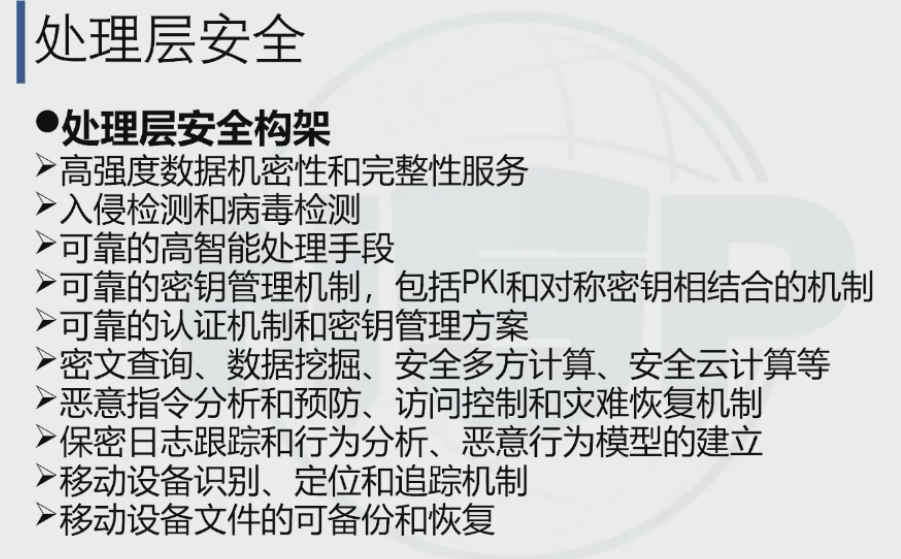 处理层安全
●处理层安全构架
➢高强度数据机密性和完整性服务
➢入侵检测和病毒检测
➢可靠的高智能处理手段
➢可靠的密钥管理机制，包括PKI和对称密钥相结合的机制
➢可靠的认证机制和密钥管理方案
➢密文查询、数据挖掘、安全多方计算、安全云计算等
➢恶意指令分析和预防、访问控制和灾难恢复机制
➢保密日志跟踪和行为分析、恶意行为模型的建立
➢移动设备识别、定位和追踪机制
➢移动设备文件的可备份和恢复